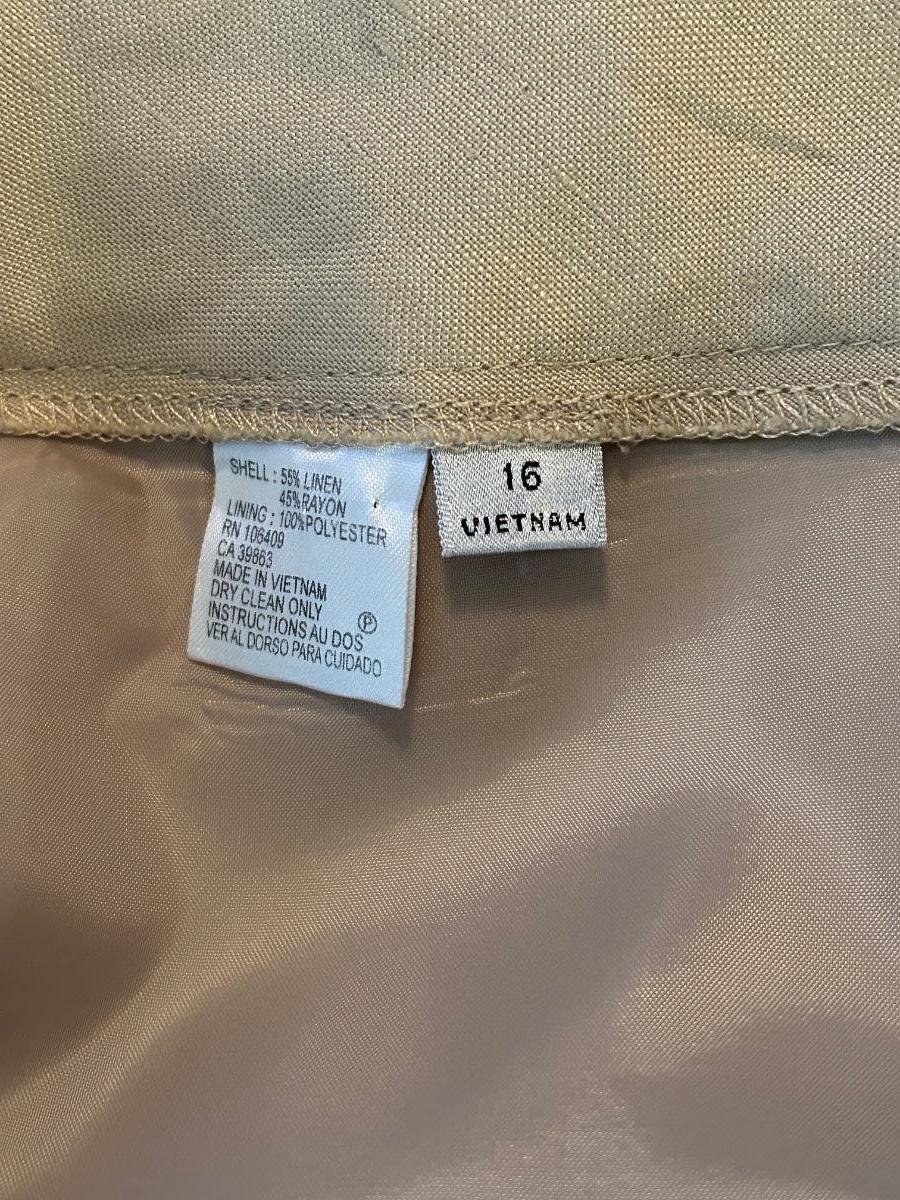 SHELL : 55% LINEN
45%RAYON
LINING : 100%POLYESTER
RN 106409
CA 39863
MADE IN VIETNAM
DRY CLEAN ONLY
INSTRUCTIONS AU DOS
VER AL DORSO PARA CUIDADO
P
16
VIETNAM